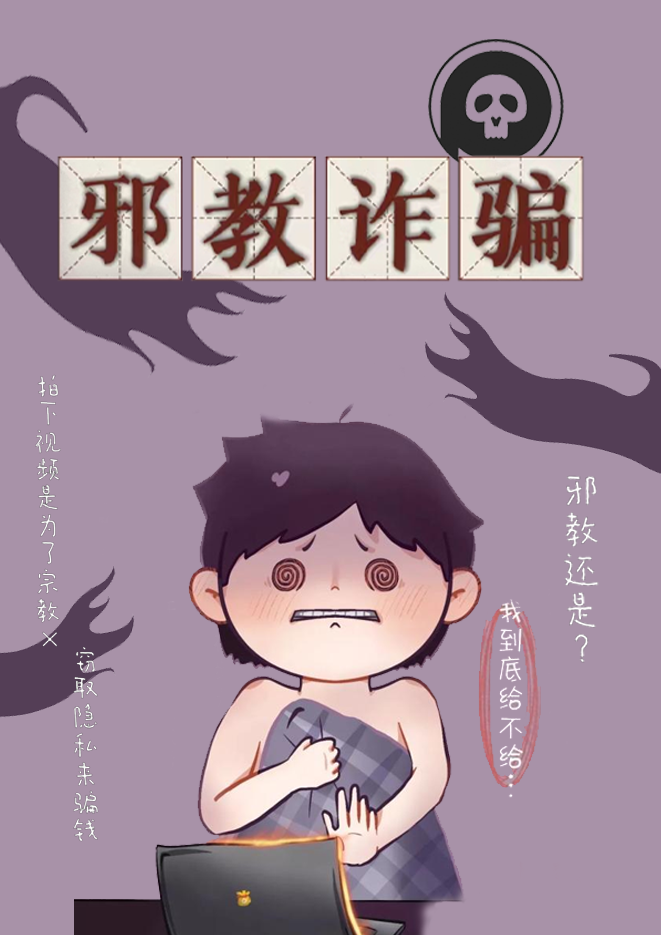 邪教诈骗
拍下视频是为了宗教×
窃取隐私来骗钱
邪教还是？
我到底给不给…